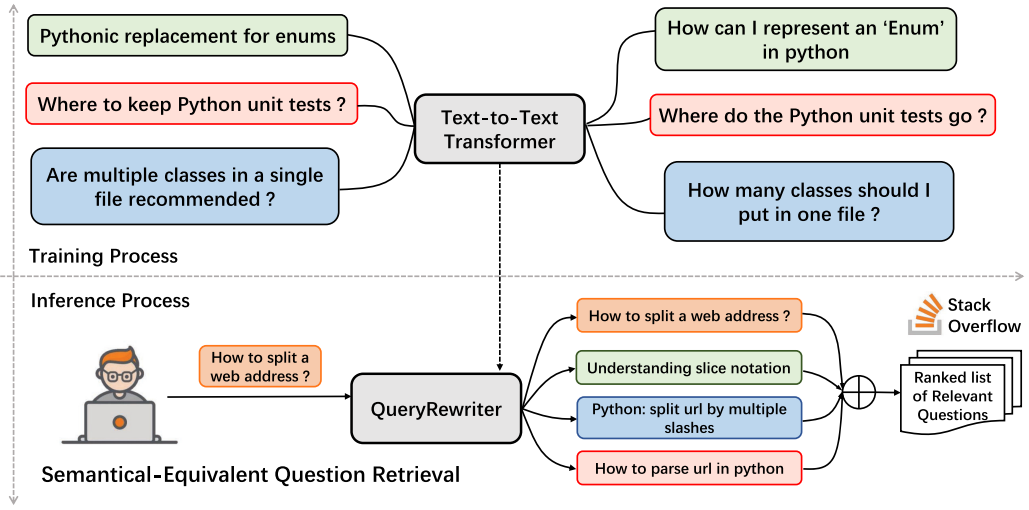 Pythonic replacement for enums
Where to keep Python unit tests ?
Are multiple classes in a single
file recommended ?
Text-to-Text
Transformer
How can I represent an ‘Enum’
in python
Where do the Python unit tests go ?
How many classes should I
put in one file ?
Training Process
Inference Process
How to split a
web address ?
QueryRewriter
How to split a web address ?
Understanding slice notation
Python: split url by multiple
slashes
How to parse url in python
Stack
Overflow
Ranked list
of Relevant
Questions
Semantical-Equivalent Question Retrieval